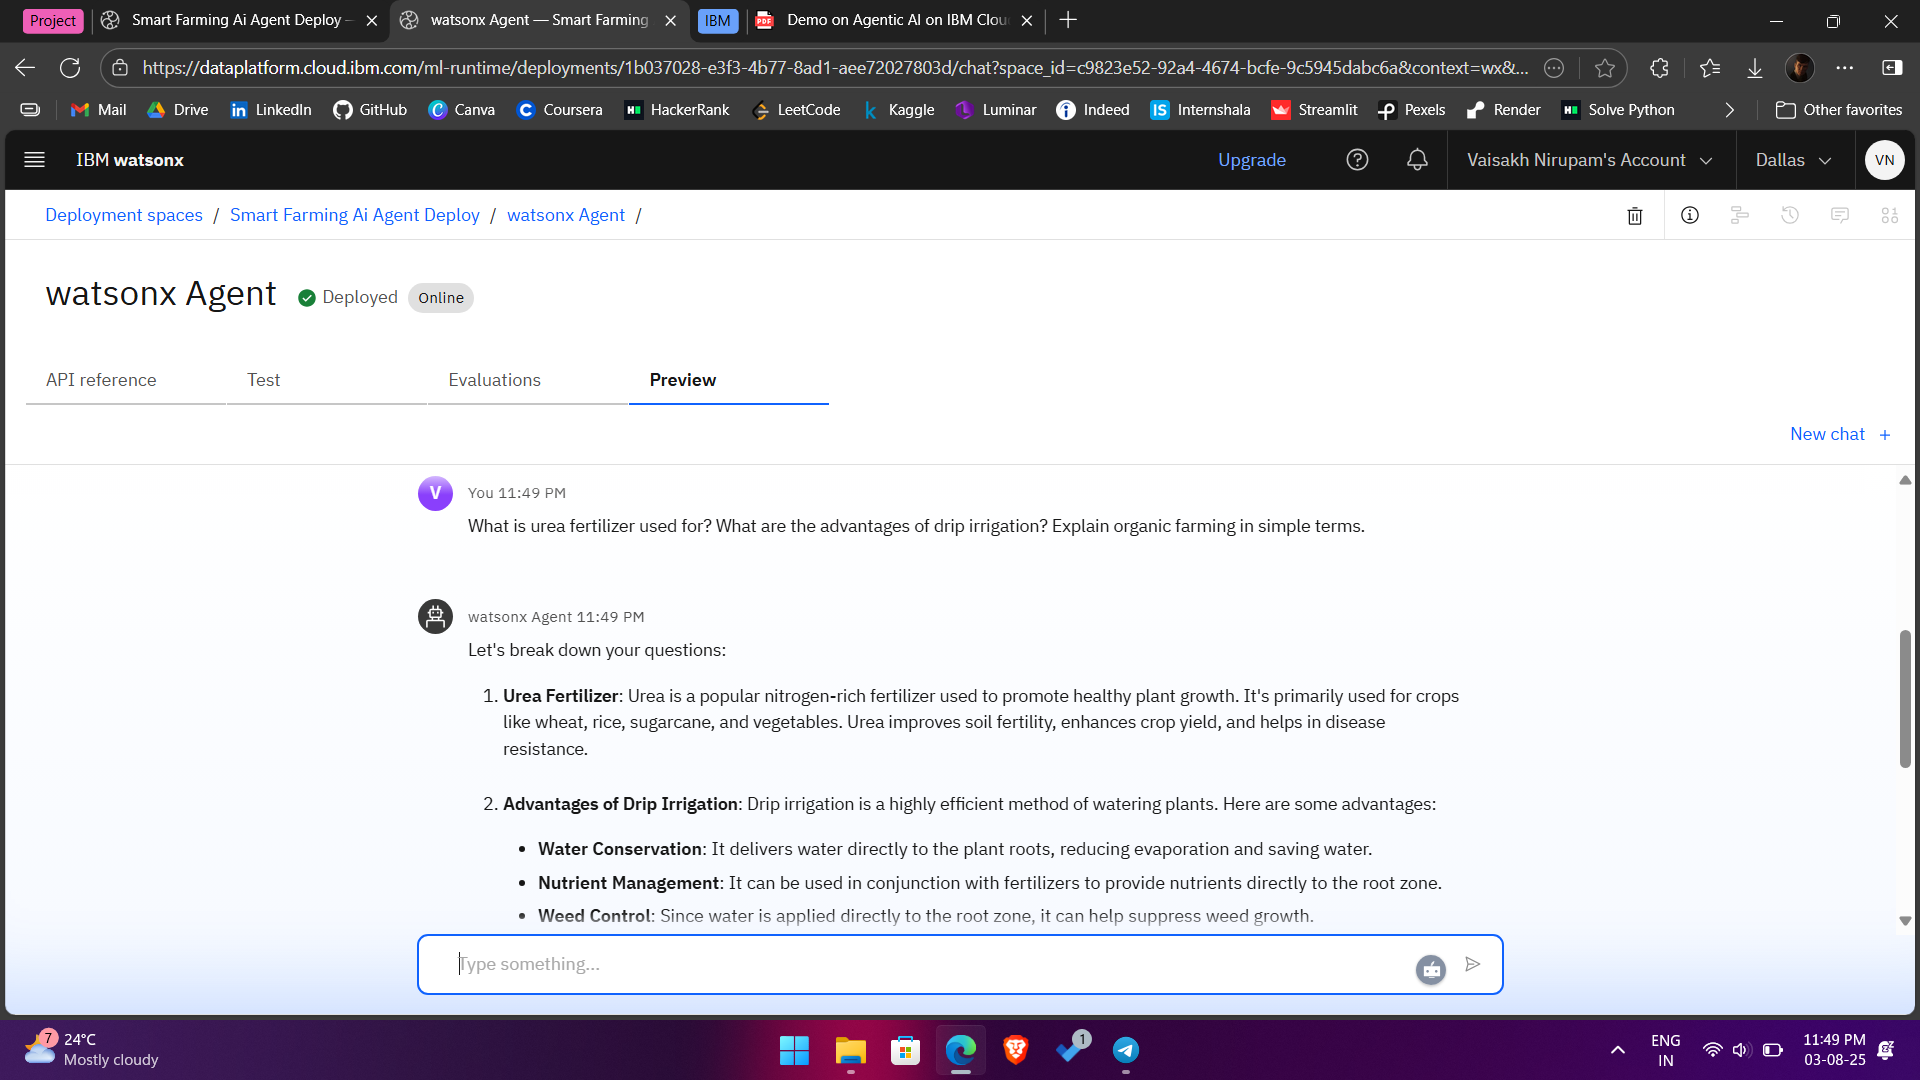 Project
Smart Farming Ai Agent Deploy –
watsonx Agent — Smart Farming
IBM
PDF
Demo on Agentic AI on IBM Clou
https://dataplatform.cloud.ibm.com/ml-runtime/deployments/1b037028-e3f3-4b77-8ad1-aee72027803d/chat?space_id=c9823e52-92a4-4674-bcfe-9c5945dabc6a&context=wx&...
Mail
Drive
LinkedIn
GitHub
Canva
Coursera
HackerRank
LeetCode
Kaggle
Luminar
Indeed
Internshala
Streamlit
Pexels
Render
Solve Python
Other favorites
IBM watsonx
Upgrade
Vaisakh Nirupam's Account
Dallas
VN
Deployment spaces / Smart Farming Ai Agent Deploy / watsonx Agent /
watsonx Agent
Deployed
Online
API reference
Test
Evaluations
Preview
New chat +
V
You 11:49 PM
What is urea fertilizer used for? What are the advantages of drip irrigation? Explain organic farming in simple terms.
watsonx Agent 11:49 PM
Let's break down your questions:
1. Urea Fertilizer: Urea is a popular nitrogen-rich fertilizer used to promote healthy plant growth. It's primarily used for crops
like wheat, rice, sugarcane, and vegetables. Urea improves soil fertility, enhances crop yield, and helps in disease
resistance.
2. Advantages of Drip Irrigation: Drip irrigation is a highly efficient method of watering plants. Here are some advantages:
• Water Conservation: It delivers water directly to the plant roots, reducing evaporation and saving water.
• Nutrient Management: It can be used in conjunction with fertilizers to provide nutrients directly to the root zone.
• Weed Control: Since water is applied directly to the root zone, it can help suppress weed growth.
Type something...
7
24°C
Mostly cloudy
1
ENG
IN
11:49 PM
03-08-25